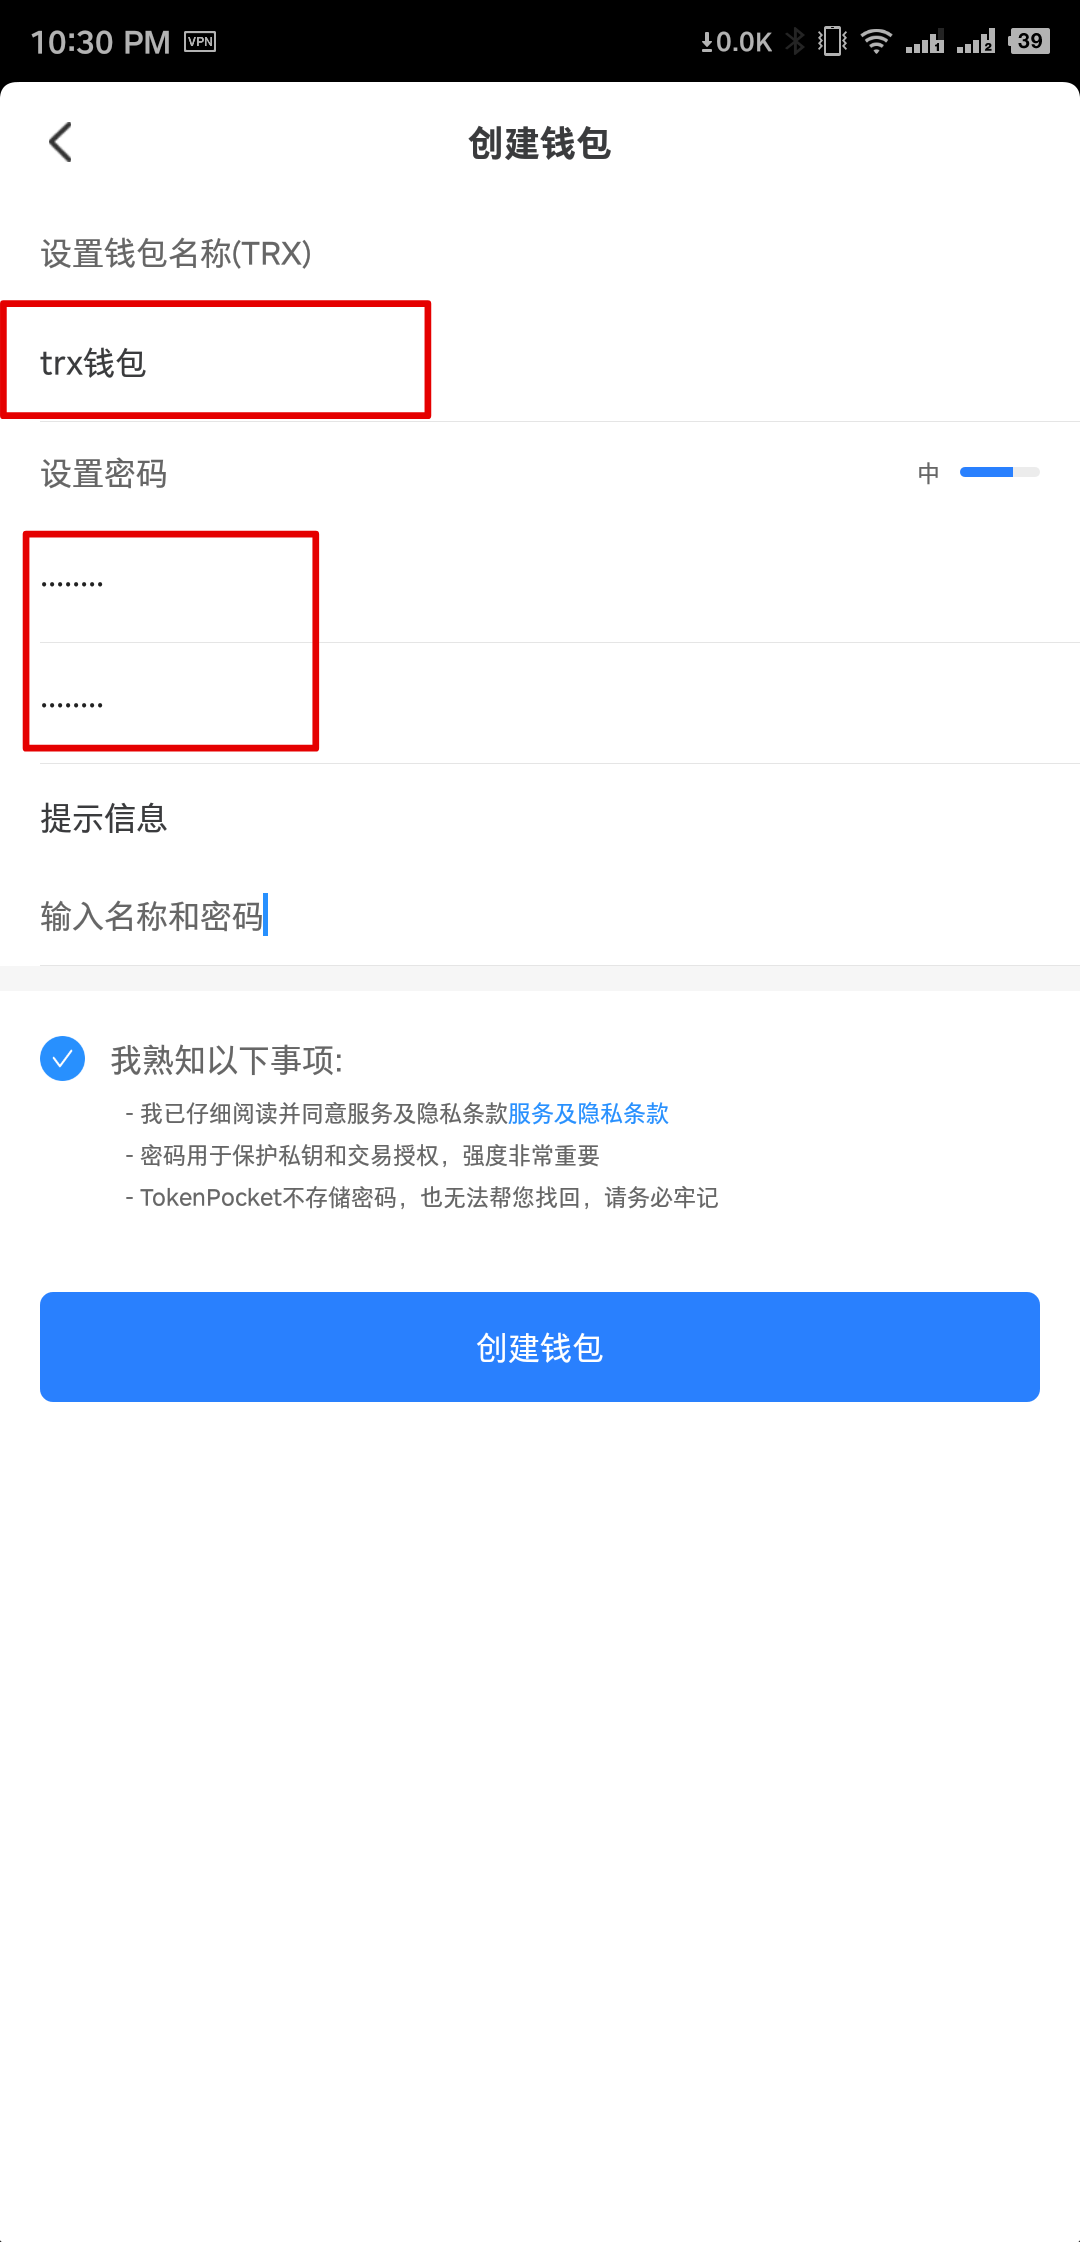 10:30 PM VPN 0.0K 1 2 39
创建钱包
设置钱包名称(TRX)
trx钱包
设置密码 中
••••••••
••••••••
提示信息
输入名称和密码
我熟知以下事项:
- 我已仔细阅读并同意服务及隐私条款服务及隐私条款
- 密码用于保护私钥和交易授权，强度非常重要
- TokenPocket不存储密码，也无法帮您找回，请务必牢记
创建钱包